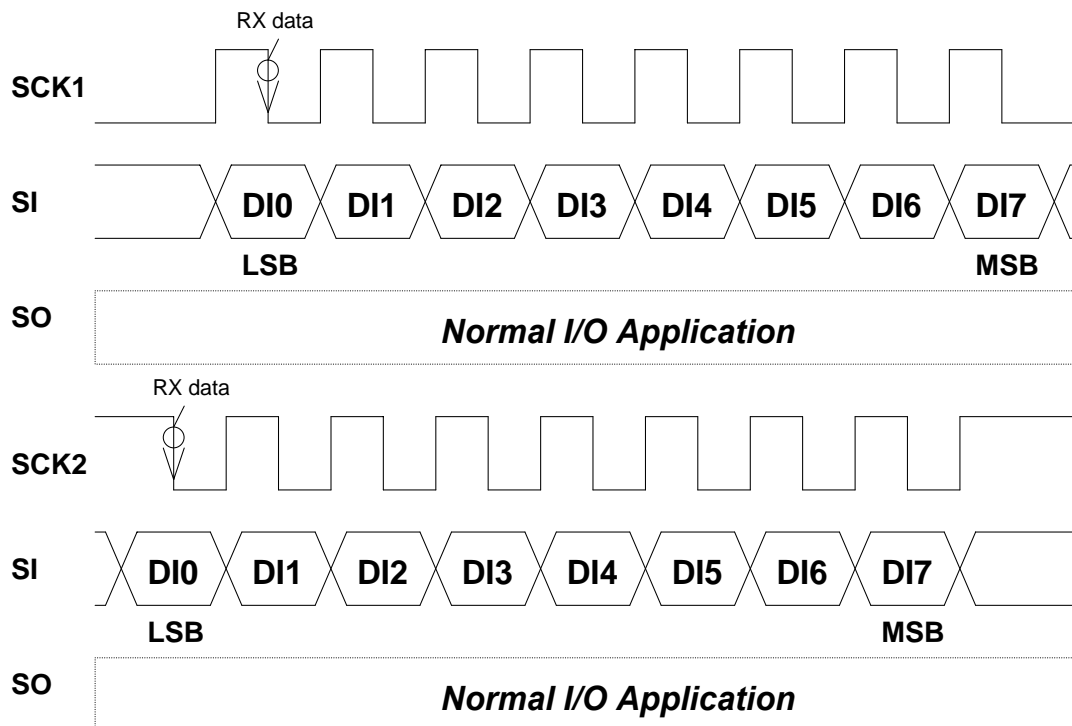 RX data
SCK1
SI DI0 DI1 DI2 DI3 DI4 DI5 DI6 DI7
LSB MSB
SO Normal I/O Application
RX data
SCK2
SI DI0 DI1 DI2 DI3 DI4 DI5 DI6 DI7
LSB MSB
SO Normal I/O Application